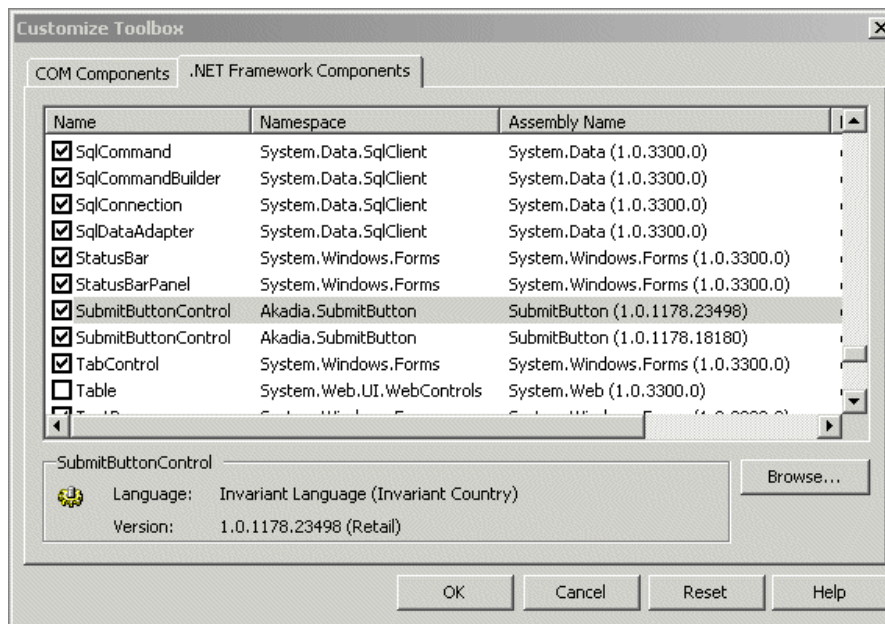 Customize Toolbox
COM Components .NET Framework Components
Name Namespace Assembly Name
SqlCommand System.Data.SqlClient System.Data (1.0.3300.0)
SqlCommandBuilder System.Data.SqlClient System.Data (1.0.3300.0)
SqlConnection System.Data.SqlClient System.Data (1.0.3300.0)
SqlDataAdapter System.Data.SqlClient System.Data (1.0.3300.0)
StatusBar System.Windows.Forms System.Windows.Forms (1.0.3300.0)
StatusBarPanel System.Windows.Forms System.Windows.Forms (1.0.3300.0)
SubmitButtonControl Akadia.SubmitButton SubmitButton (1.0.1178.23498)
SubmitButtonControl Akadia.SubmitButton SubmitButton (1.0.1178.18180)
TabControl System.Windows.Forms System.Windows.Forms (1.0.3300.0)
Table System.Web.UI.WebControls System.Web (1.0.3300.0)
SubmitButtonControl
Language: Invariant Language (Invariant Country)
Version: 1.0.1178.23498 (Retail)
Browse...
OK Cancel Reset Help